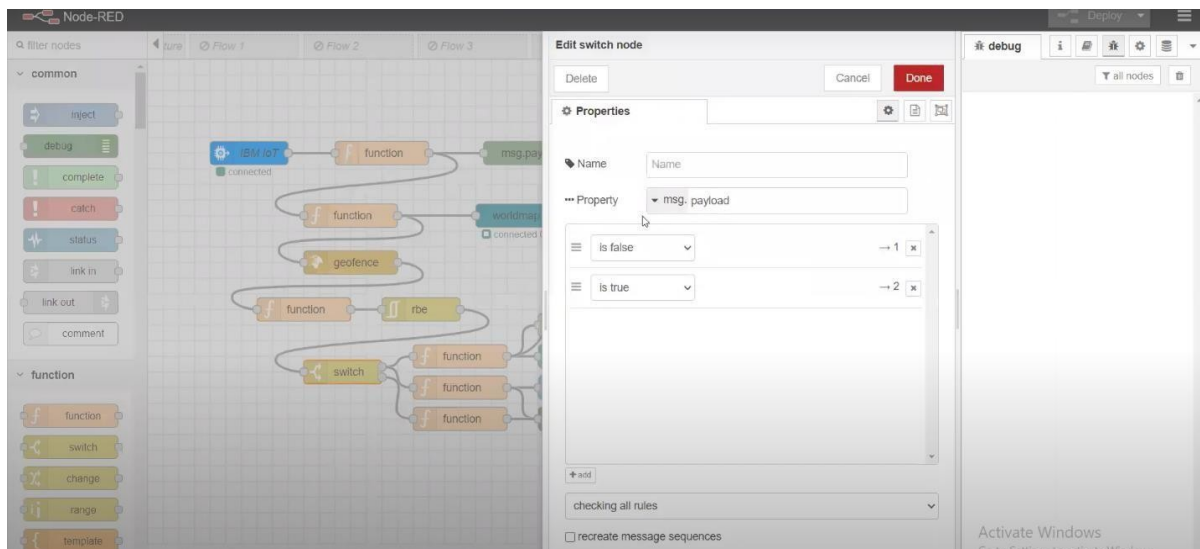 Node-RED
Deploy
filter nodes
Flow 1
Flow 2
Flow 3
Edit switch node
debug
i
common
Delete
Cancel
Done
all nodes
inject
Properties
debug
IBM IoT
function
msg.pay
connected
Name
Name
complete
Property
msg. payload
catch
function
worldmap
connected
status
is false
→ 1 x
geofence
link in
is true
→ 2 x
link out
function
rbe
comment
function
switch
function
function
function
function
switch
change
+ add
range
checking all rules
template
recreate message sequences
Activate Windows